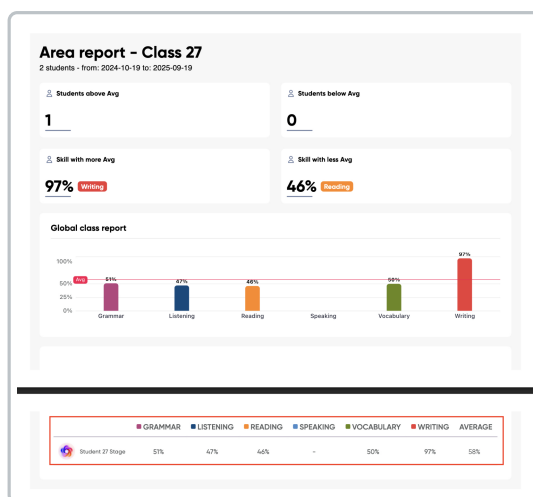 Area report - Class 27
2 students - from: 2024-10-19 to: 2025-09-19
Students above Avg
Students below Avg
1
0
Skill with more Avg
Skill with less Avg
97% Writing
46% Reading
Global class report
97%
100%
Avg
51%
47%
46%
50%
50%
25%
0%
Grammar Listening Reading Speaking Vocabulary Writing
GRAMMAR LISTENING READING SPEAKING VOCABULARY WRITING AVERAGE
Student 27 Stage 51% 47% 46% - 50% 97% 58%